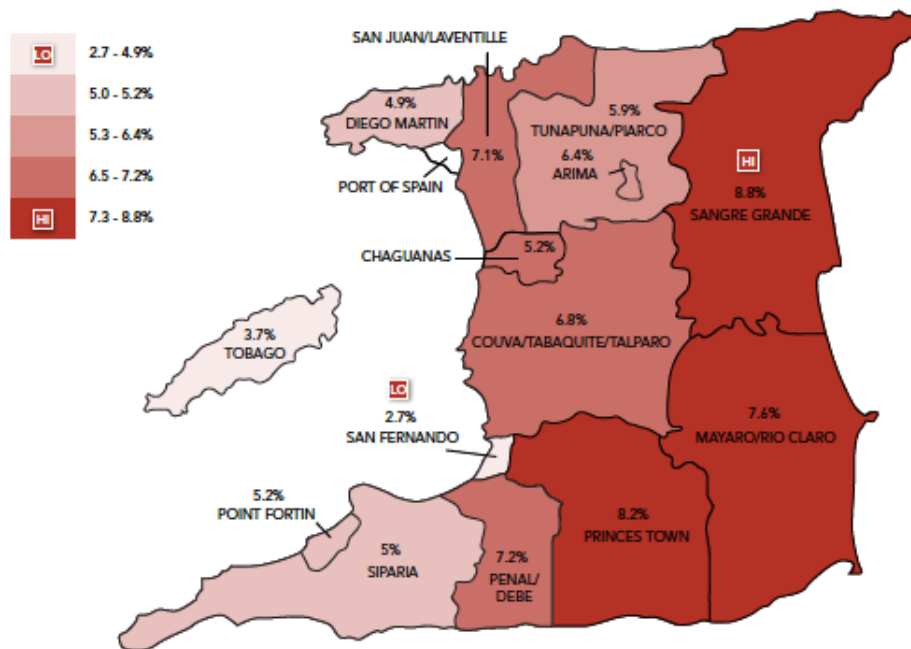 LO 2.7 - 4.9%
5.0 - 5.2%
5.3 - 6.4%
6.5 - 7.2%
HI 7.3 - 8.8%
SAN JUAN/LAVENTILLE
7.1%
4.9%
DIEGO MARTIN
PORT OF SPAIN
5.9%
TUNAPUNA/PIARCO
6.4%
ARIMA
HI
8.8%
SANGRE GRANDE
CHAGUANAS
5.2%
3.7%
TOBAGO
6.8%
COUVA/TABAQUITE/TALPARO
LO
2.7%
SAN FERNANDO
7.6%
MAYARO/RIO CLARO
5.2%
POINT FORTIN
5%
SIPARIA
7.2%
PENAL/
DEBE
8.2%
PRINCES TOWN